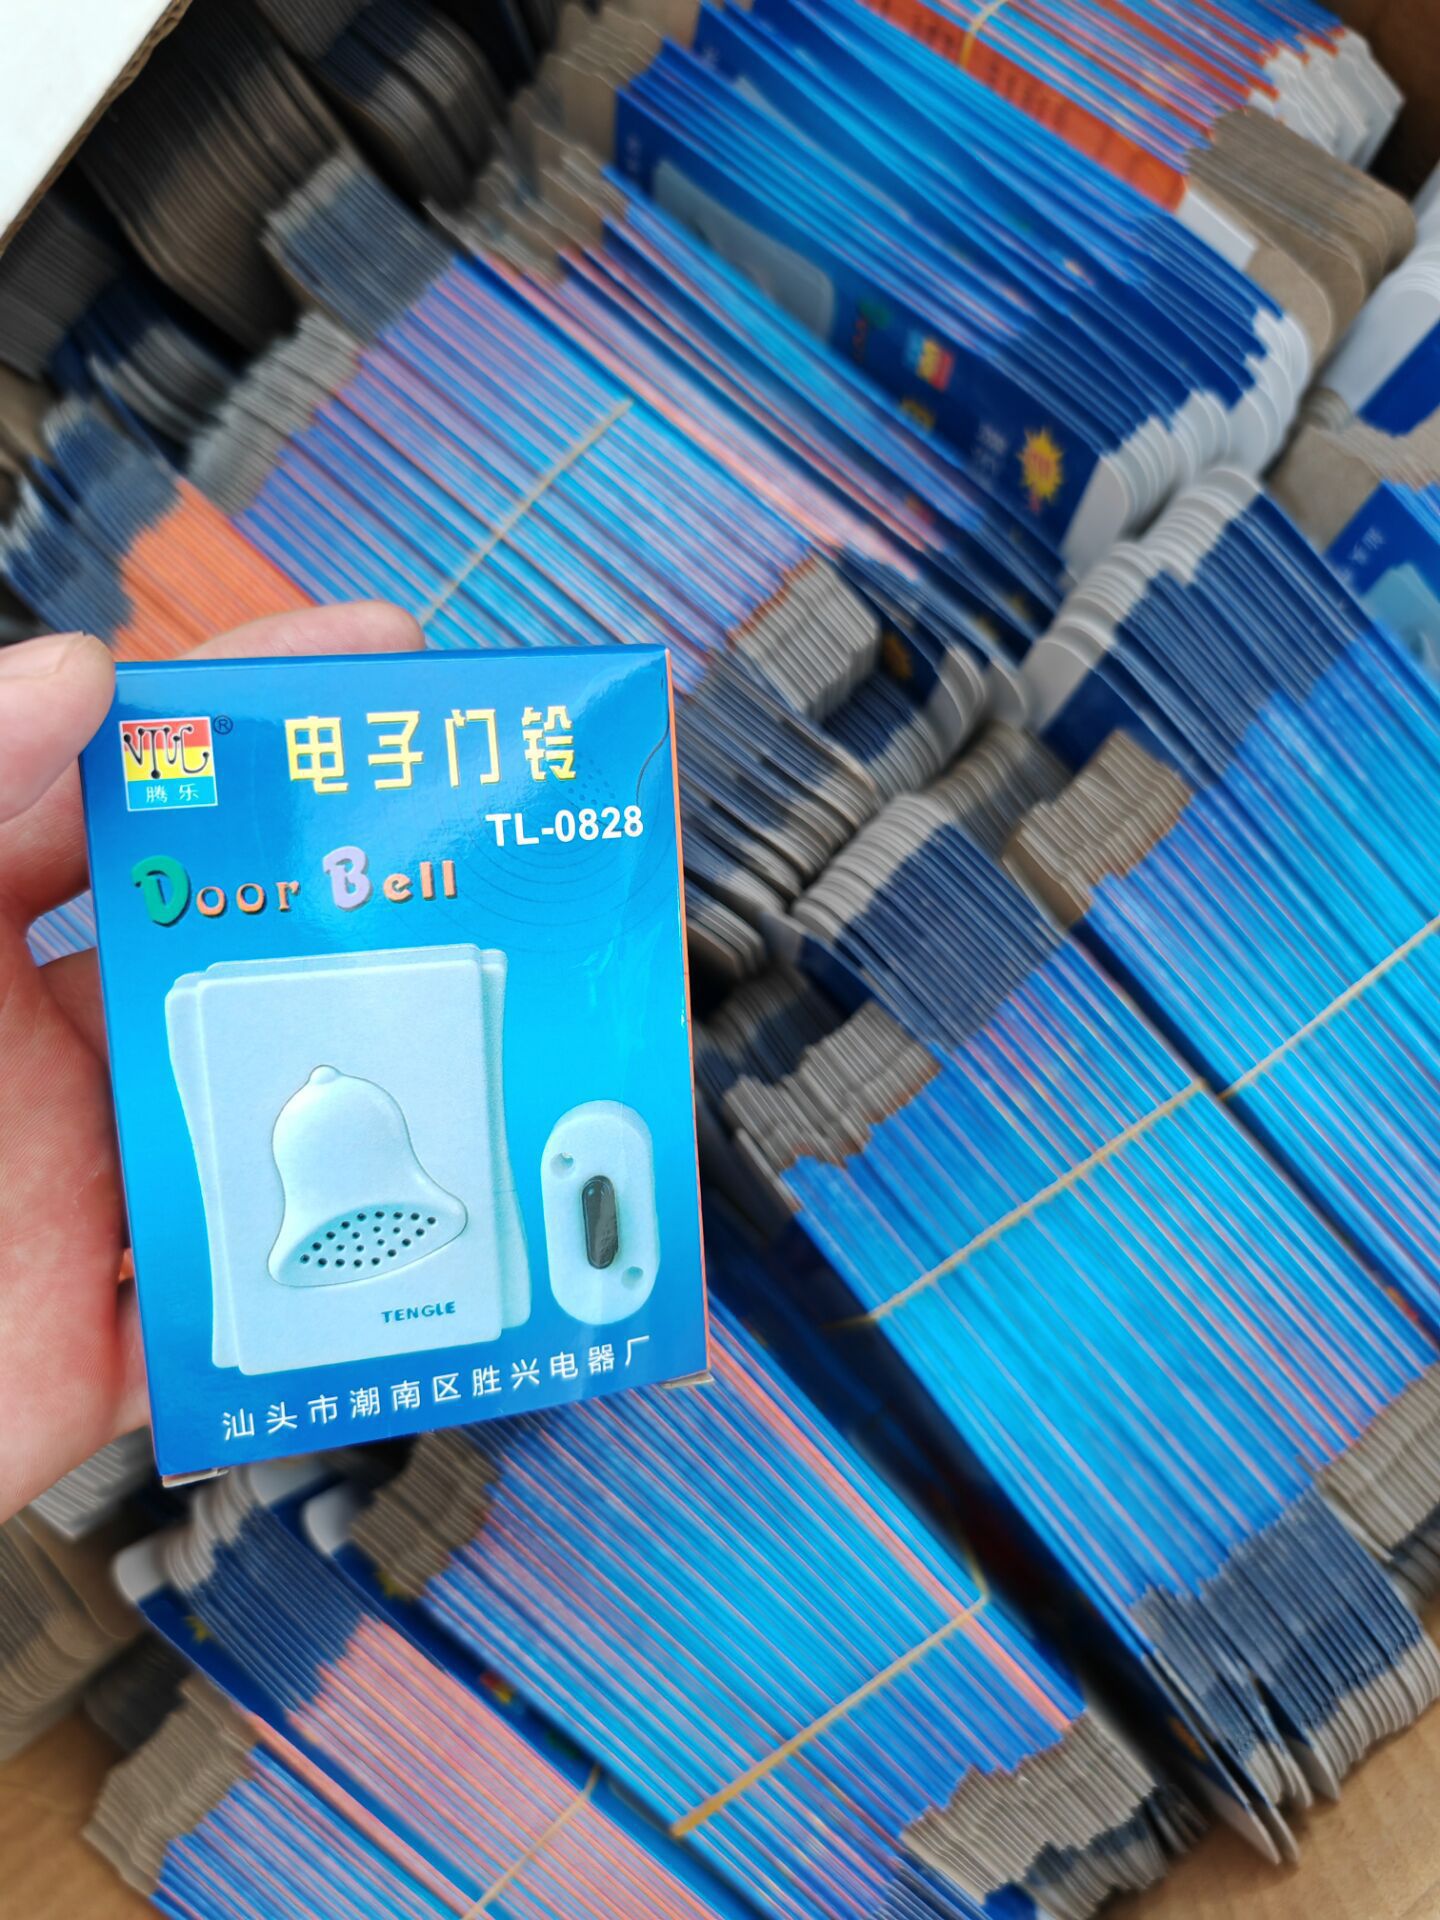 VTUL ®
腾乐
电子门铃
TL-0828
Door Bell
TENGLE
汕头市潮南区胜兴电器厂